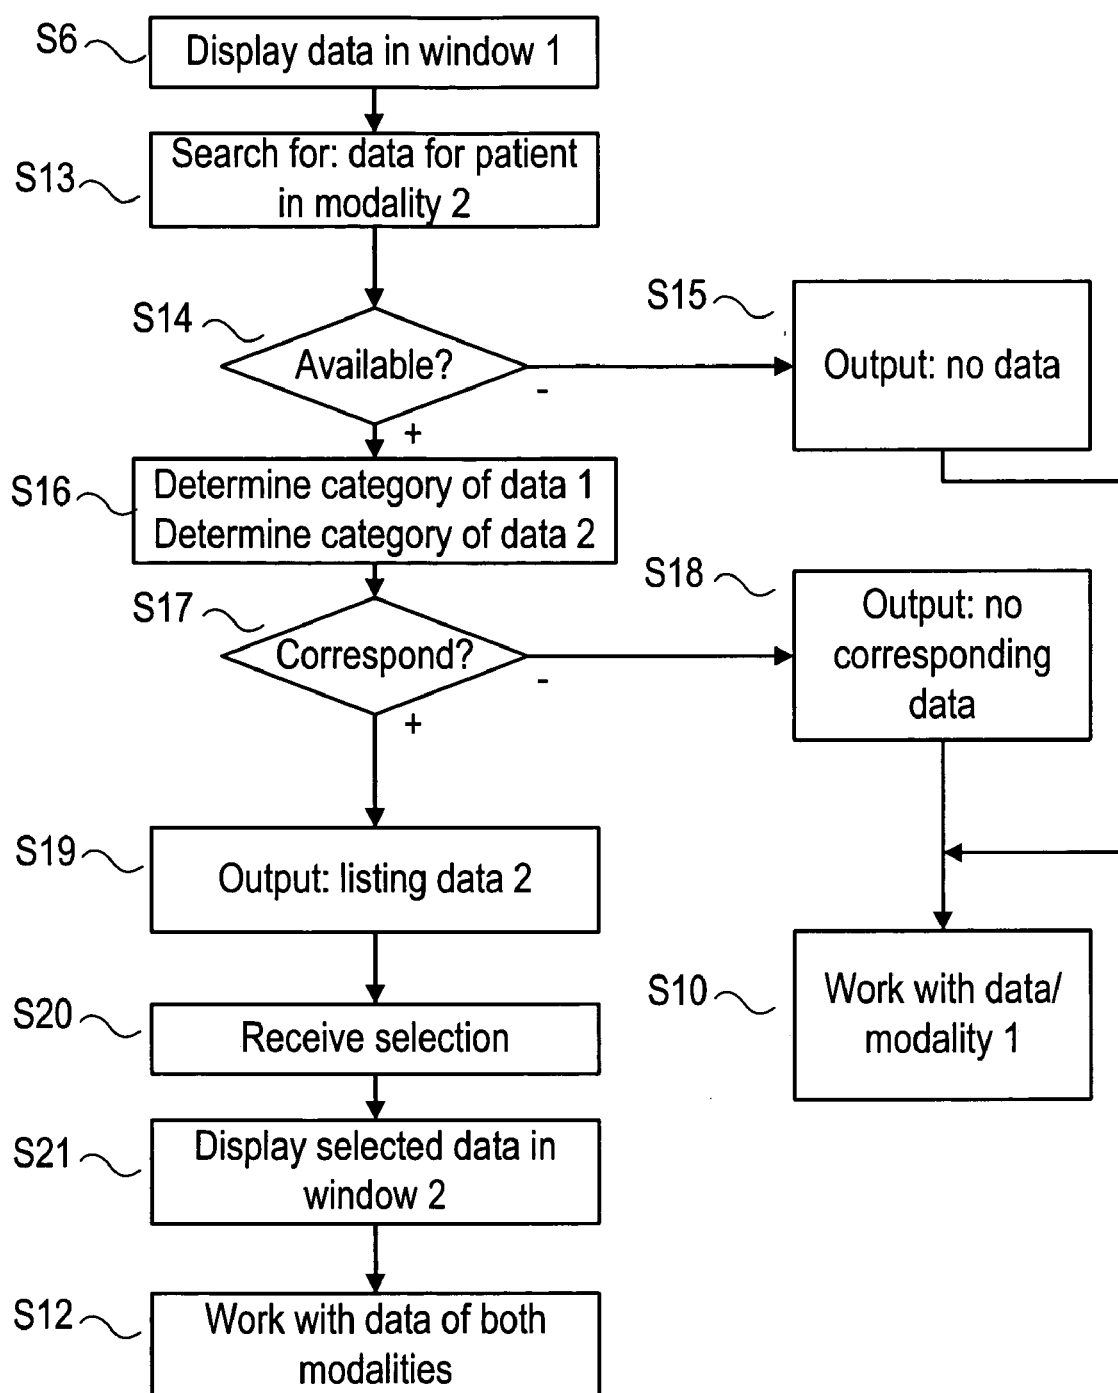 S6
Display data in window 1
S13
Search for: data for patient
in modality 2
S14
Available?
-
+
S15
Output: no data
S16
Determine category of data 1
Determine category of data 2
S17
Correspond?
-
+
S18
Output: no
corresponding
data
S19
Output: listing data 2
S10
Work with data/
modality 1
S20
Receive selection
S21
Display selected data in
window 2
S12
Work with data of both
modalities